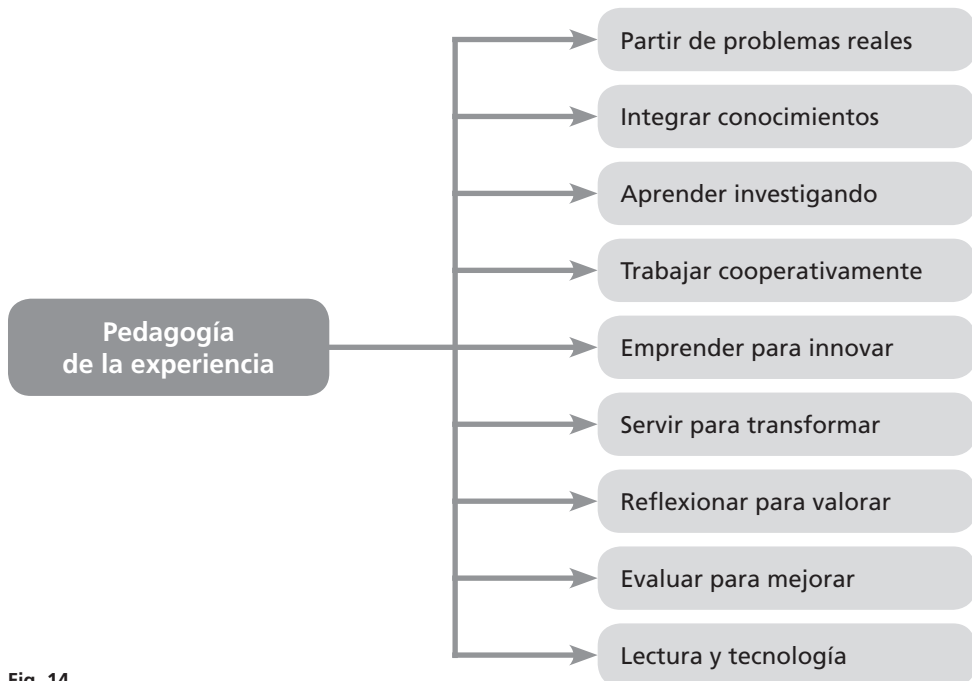 Partir de problemas reales
Integrar conocimientos
Aprender investigando
Trabajar cooperativamente
Pedagogía
de la experiencia
Emprender para innovar
Servir para transformar
Reflexionar para valorar
Evaluar para mejorar
Lectura y tecnología
Fig. 14